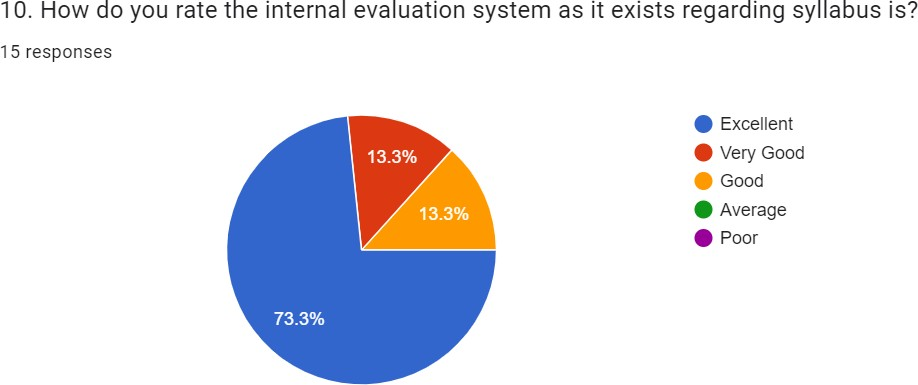 10. How do you rate the internal evaluation system as it exists regarding syllabus is?
15 responses
13.3%
13.3%
73.3%
Excellent
Very Good
Good
Average
Poor